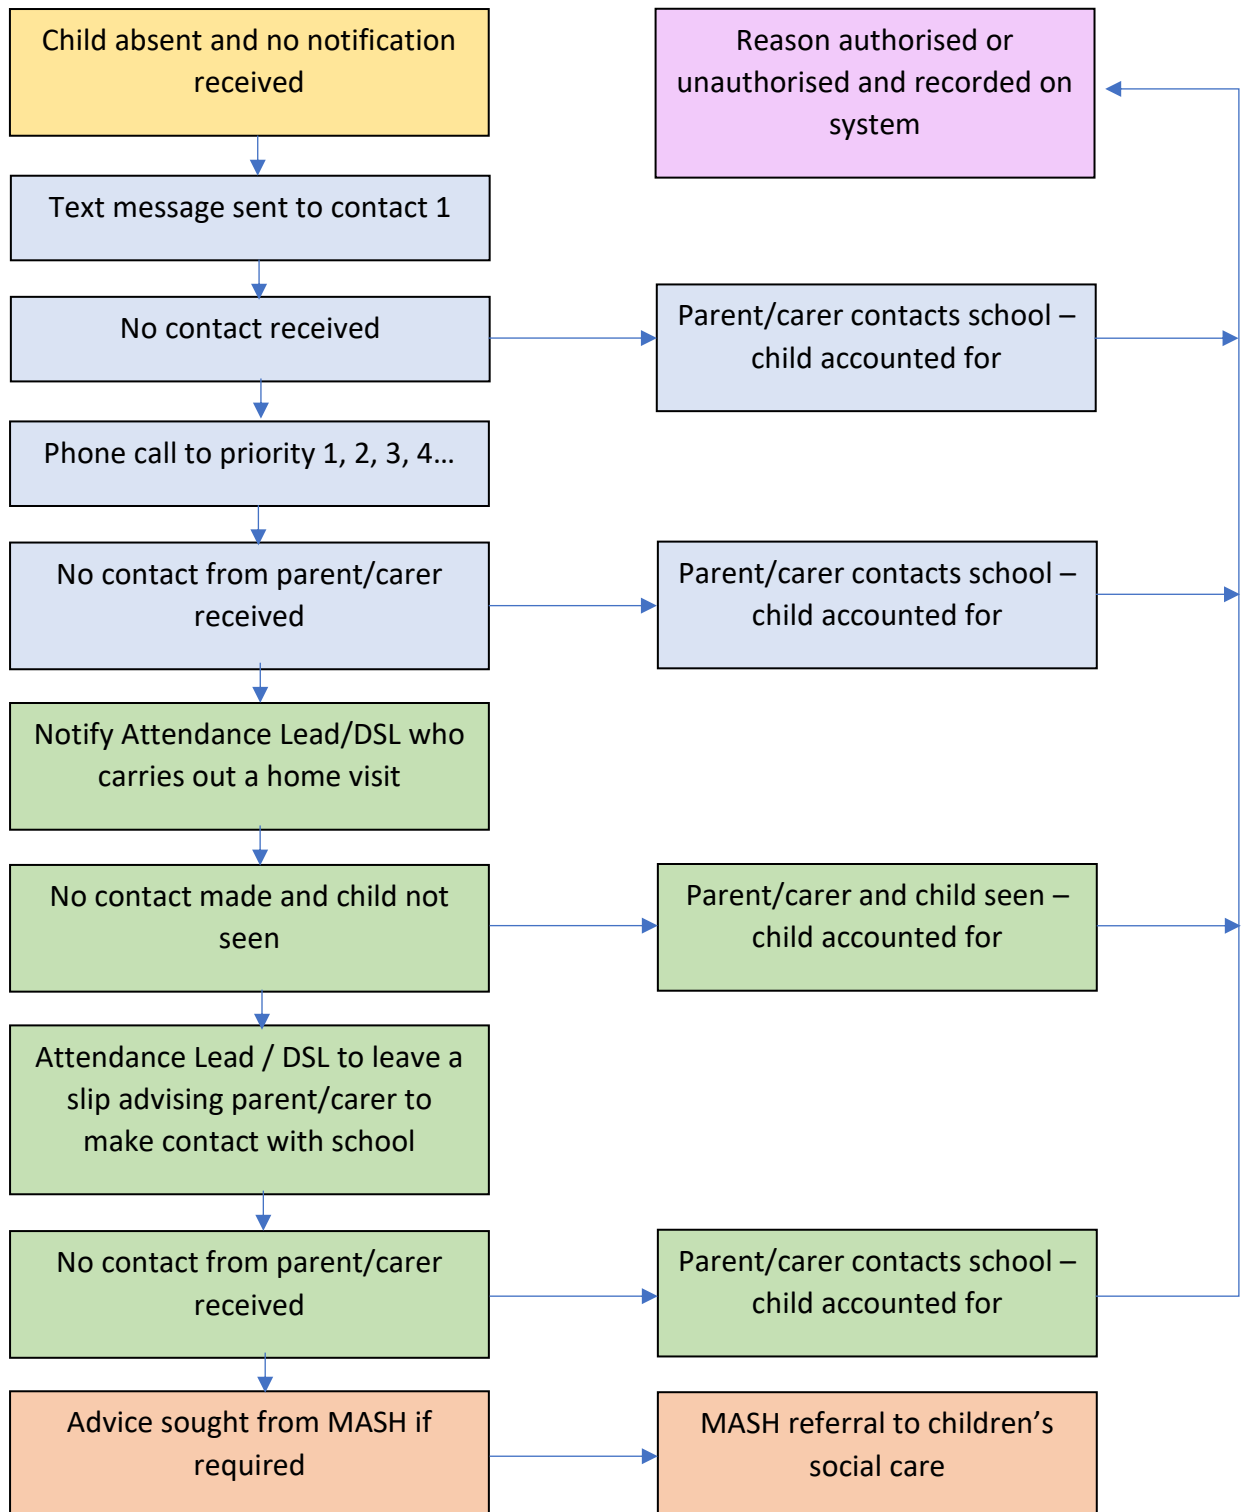 Child absent and no notification
received
Reason authorised or
unauthorised and recorded on
system
Text message sent to contact 1
No contact received
Parent/carer contacts school –
child accounted for
Phone call to priority 1, 2, 3, 4…
No contact from parent/carer
received
Parent/carer contacts school –
child accounted for
Notify Attendance Lead/DSL who
carries out a home visit
No contact made and child not
seen
Parent/carer and child seen –
child accounted for
Attendance Lead / DSL to leave a
slip advising parent/carer to
make contact with school
No contact from parent/carer
received
Parent/carer contacts school –
child accounted for
Advice sought from MASH if
required
MASH referral to children’s
social care